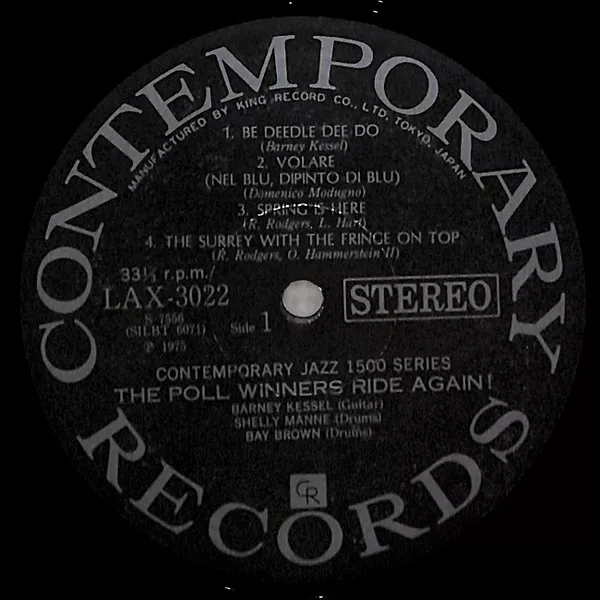 CONTEMPORARY
MANUFACTURED BY KING RECORD CO., LTD. TOKYO, JAPAN
1. BE DEEDLE DEE DO
(Barney Kessel)
2. VOLARE
(NEL BLU, DIPINTO DI BLU)
(Domenico Modugno)
3. SPRING IS HERE
(R. Rodgers, L. Hart)
4. THE SURREY WITH THE FRINGE ON TOP
(R. Rodgers, O. Hammerstein II)
33⅓ r.p.m./
LAX-3022
STEREO
S 7556
(SILBT 6071) Side 1
℗ 1975
CONTEMPORARY JAZZ 1500 SERIES
THE POLL WINNERS RIDE AGAIN!
BARNEY KESSEL (Guitar)
SHELLY MANNE (Drums)
BAY BROWN (Drums)
CR
RECORDS